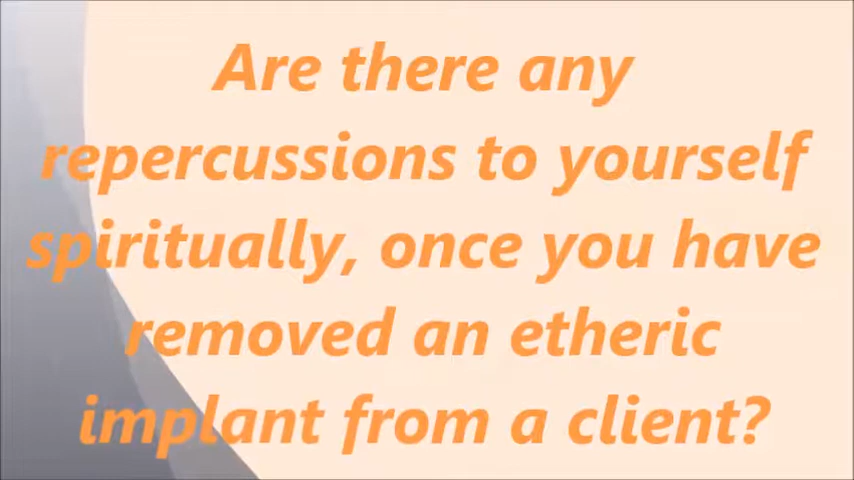 Are there any
repercussions to yourself
spiritually, once you have
removed an etheric
implant from a client?